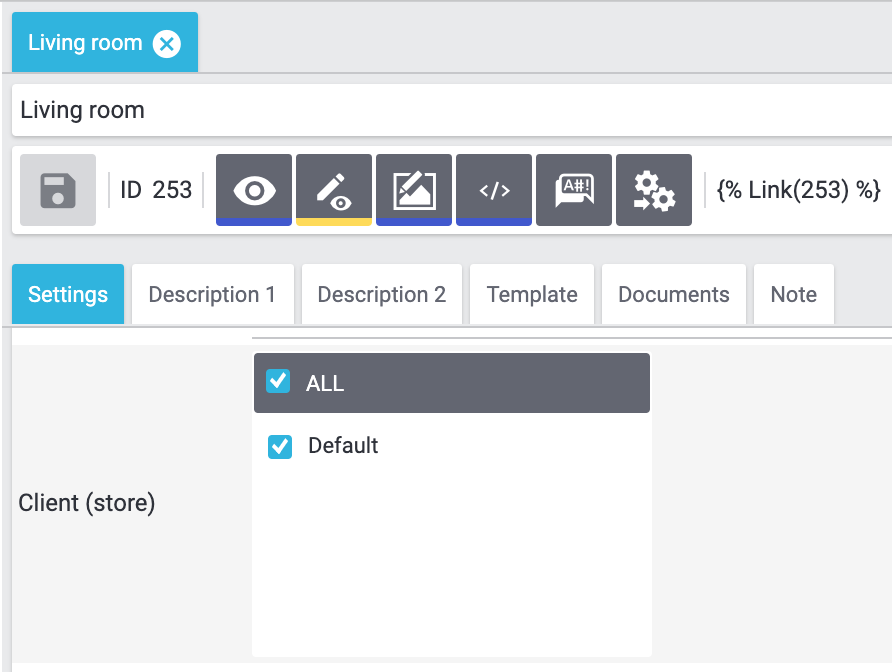 Living room
Living room
ID 253 </> A#! {% Link(253) %}
Settings Description 1 Description 2 Template Documents Note
ALL
Default
Client (store)